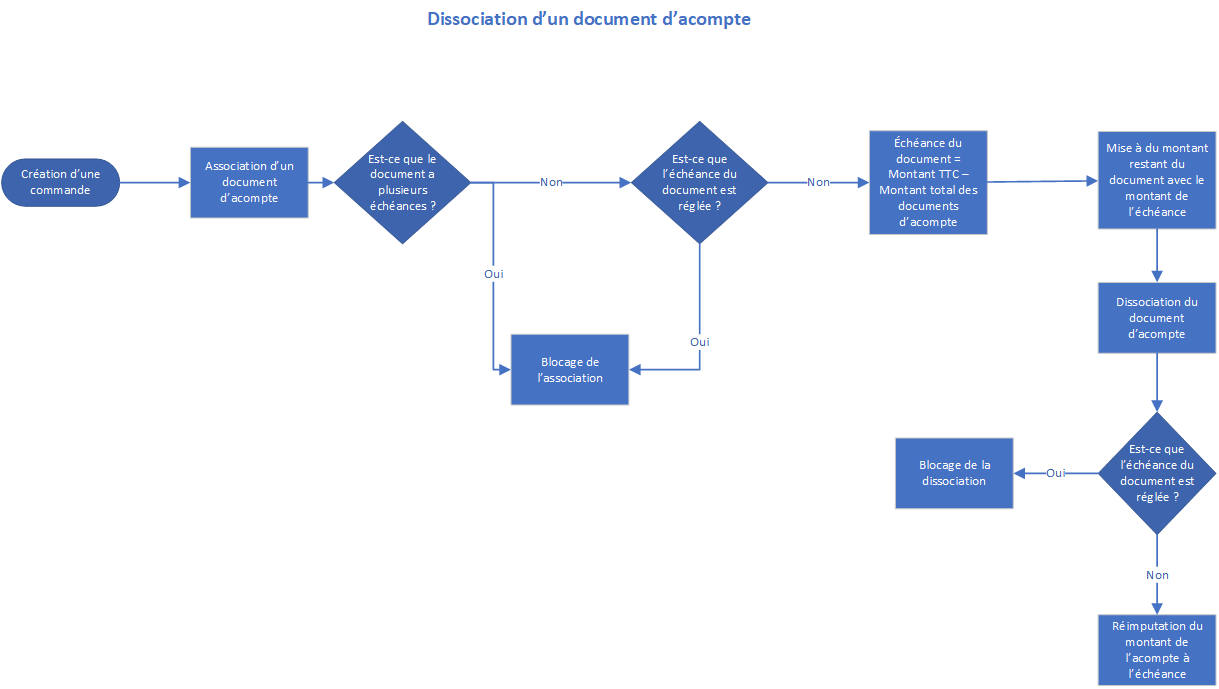 Dissociation d’un document d’acompte
Création d’une
commande
Association d’un
document
d’acompte
Est-ce que le
document a
plusieurs
échéances ?
Non
Oui
Est-ce que
l’échéance du
document est
réglée ?
Non
Oui
Blocage de
l’association
Échéance du
document =
Montant TTC –
Montant total des
documents
d’acompte
Mise à du montant
restant du
document avec le
montant de
l’échéance
Dissociation du
document
d’acompte
Est-ce que
l’échéance du
document est
réglée ?
Oui
Blocage de la
dissociation
Non
Réimputation du
montant de
l’acompte à
l’échéance